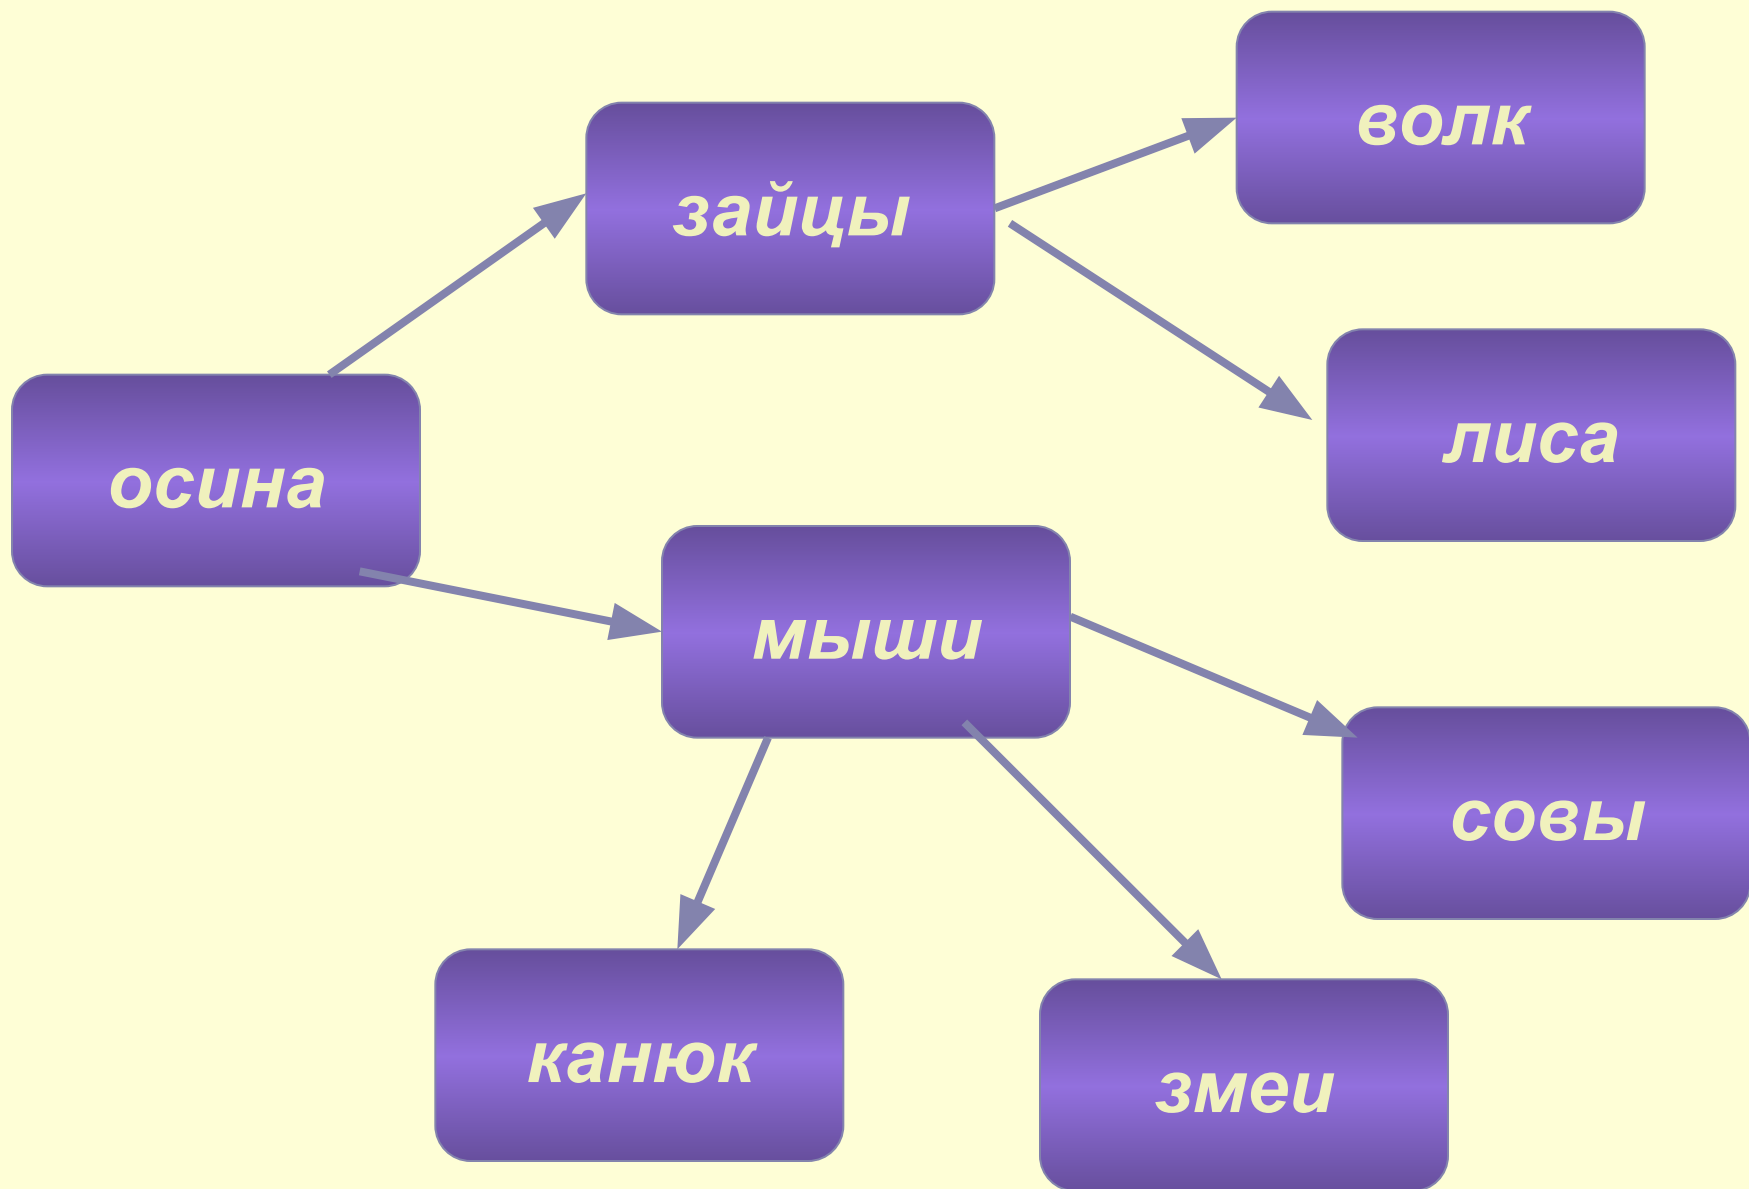 волк
зайцы
лиса
осина
мыши
совы
канюк
змеи